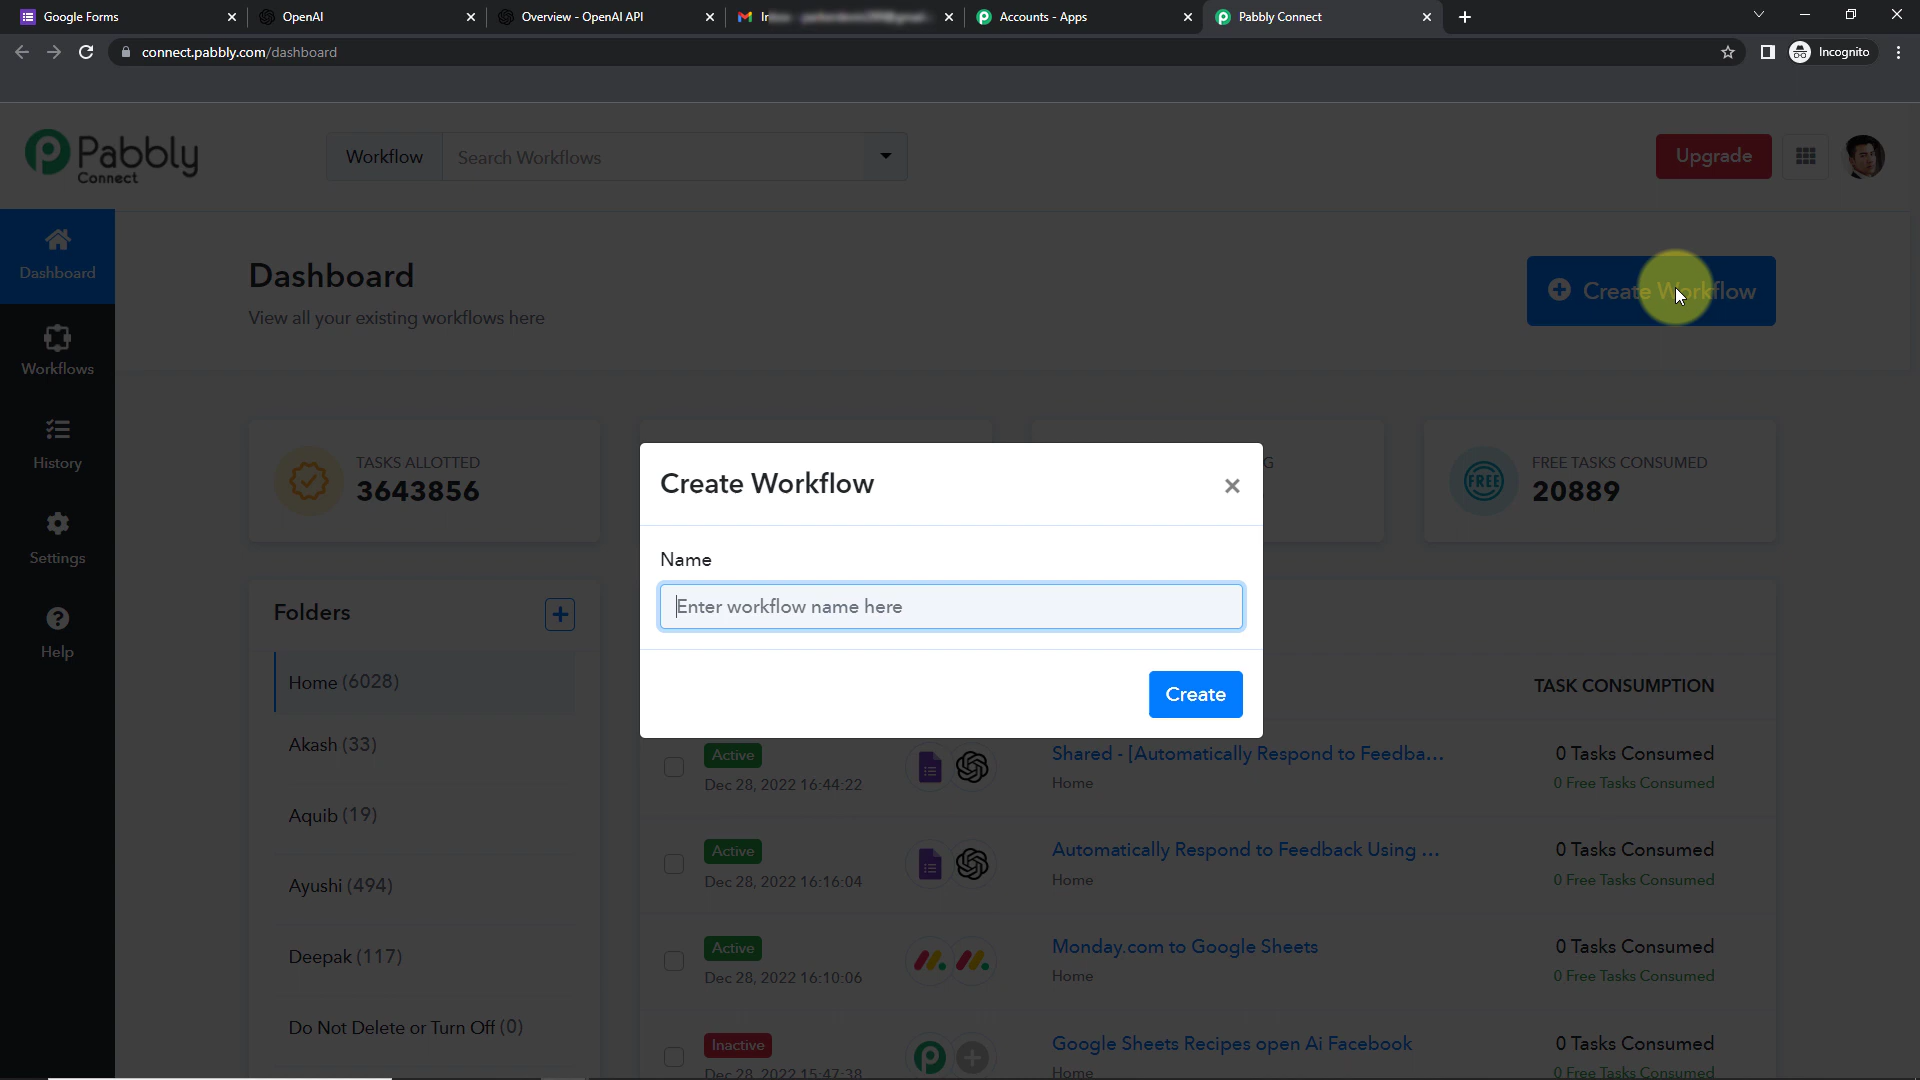 Google Forms
OpenAI
Overview - OpenAI API
Accounts - Apps
Pabbly Connect
connect.pabbly.com/dashboard
Incognito
Pabbly
Connect
Workflow
Search Workflows
Upgrade
Dashboard
Workflows
History
Settings
Help
Dashboard
View all your existing workflows here
Create Workflow
TASKS ALLOTTED
3643856
G
FREE
FREE TASKS CONSUMED
20889
Create Workflow
×
Name
Enter workflow name here
Create
Folders
Home (6028)
Akash (33)
Aquib (19)
Ayushi (494)
Deepak (117)
Do Not Delete or Turn Off (0)
TASK CONSUMPTION
Active
Dec 28, 2022 16:44:22
Shared - [Automatically Respond to Feedba...
Home
0 Tasks Consumed
0 Free Tasks Consumed
Active
Dec 28, 2022 16:16:04
Automatically Respond to Feedback Using ...
Home
0 Tasks Consumed
0 Free Tasks Consumed
Active
Dec 28, 2022 16:10:06
Monday.com to Google Sheets
Home
0 Tasks Consumed
0 Free Tasks Consumed
Inactive
Dec 28, 2022 15:47:38
Google Sheets Recipes open Ai Facebook
Home
0 Tasks Consumed
0 Free Tasks Consumed